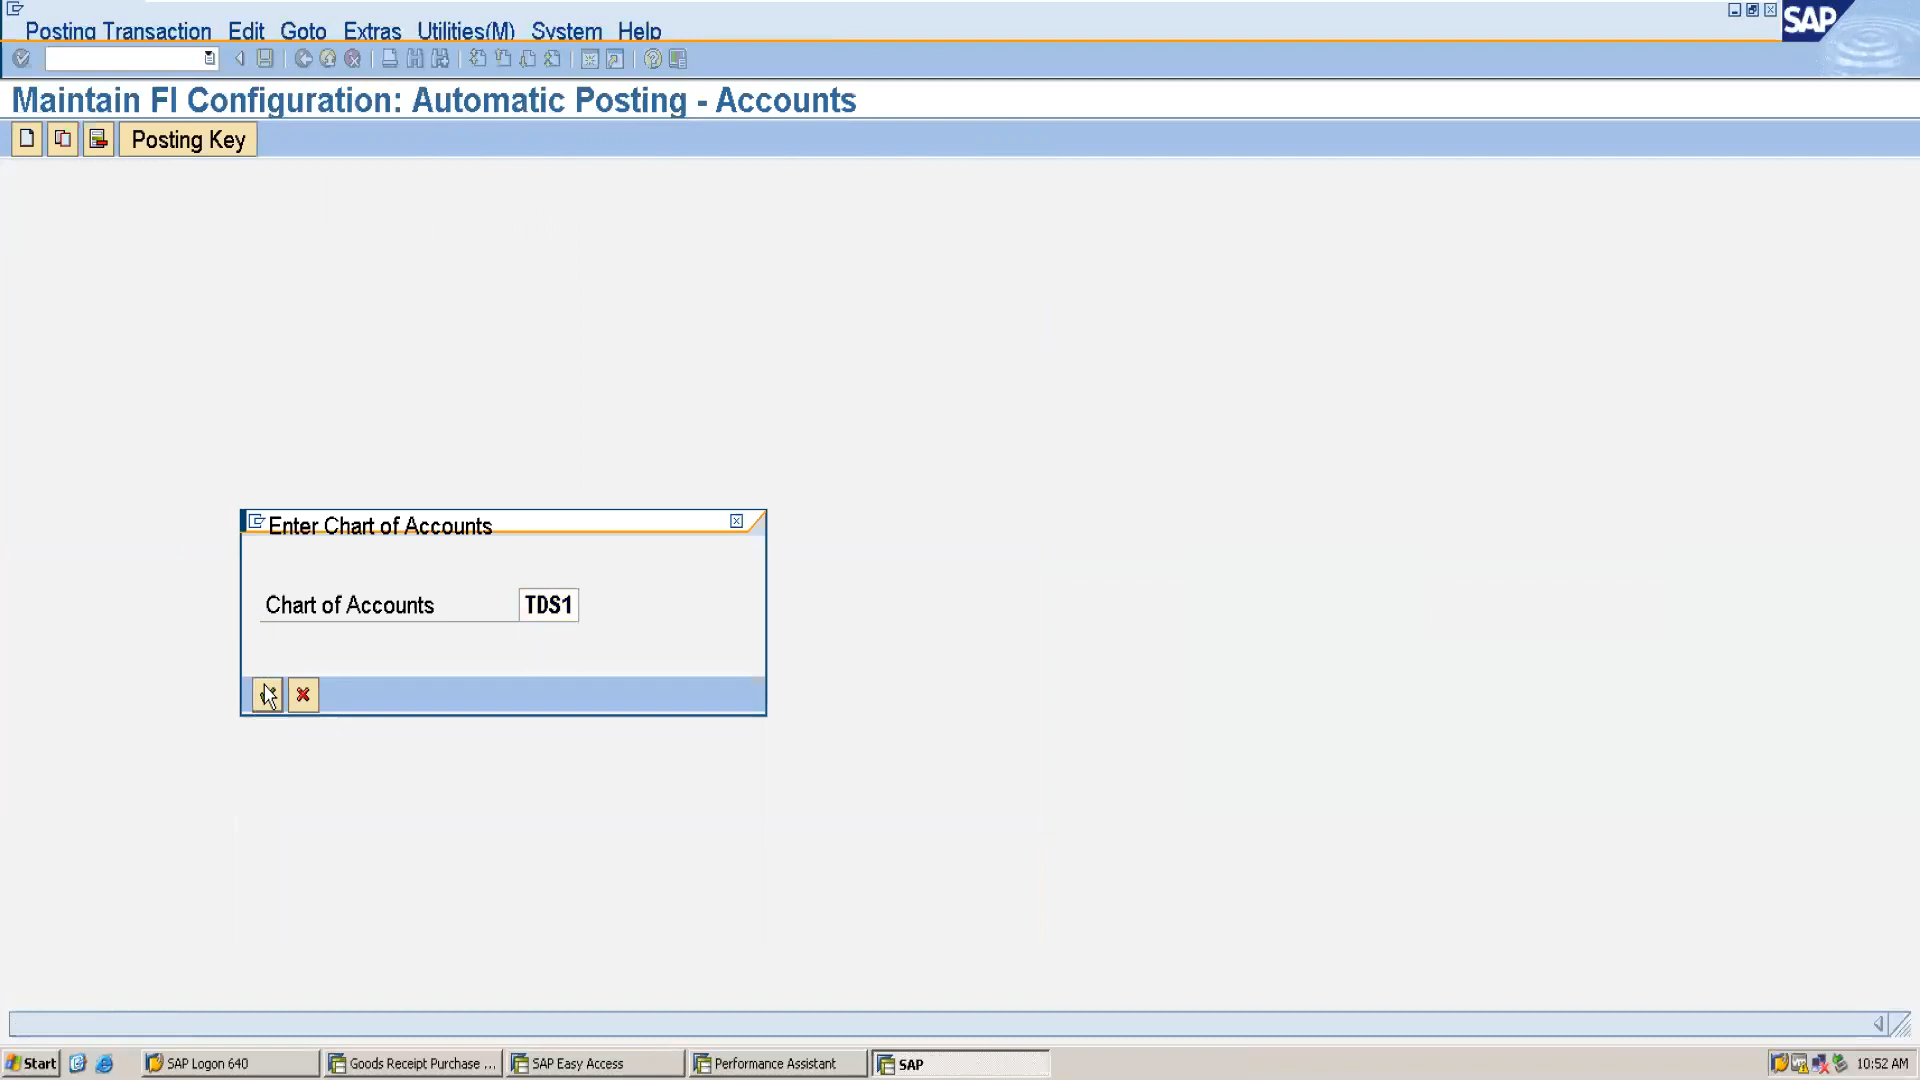 Posting Transaction Edit Goto Extras Utilities(M) System Help
SAP
Maintain FI Configuration: Automatic Posting - Accounts
Posting Key
Enter Chart of Accounts
Chart of Accounts TDS1
Start SAP Logon 640 Goods Receipt Purchase ... SAP Easy Access Performance Assistant SAP 10:52 AM